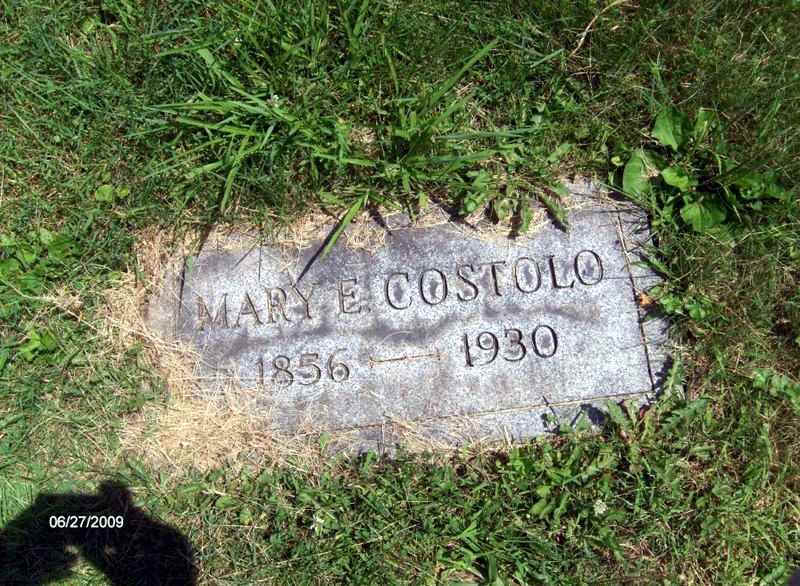 MARY E. COSTOLO
1856 — 1930
06/27/2009